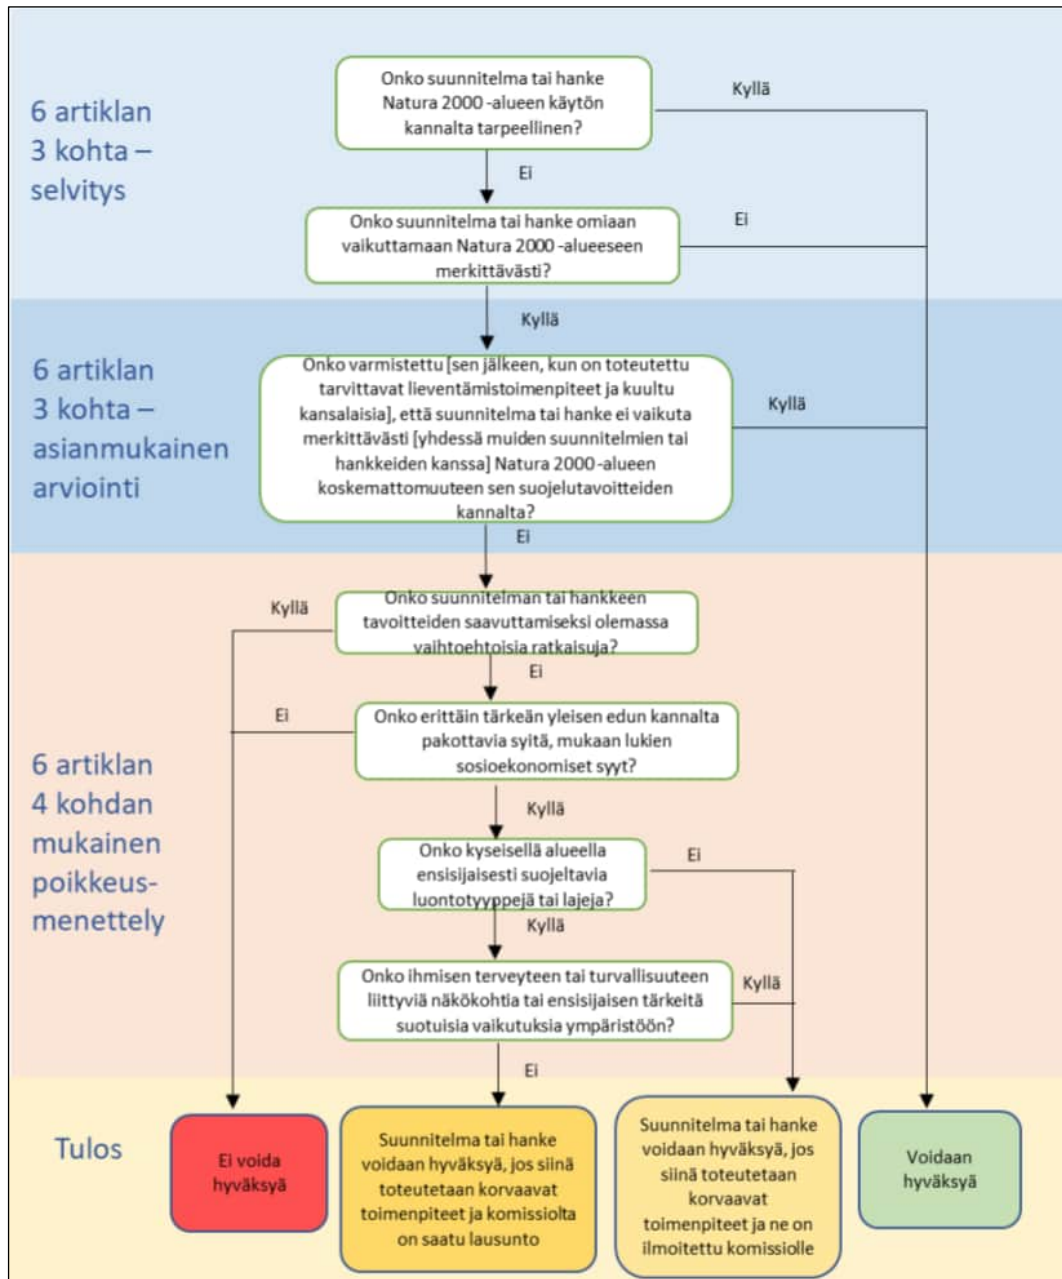 6 artiklan
3 kohta –
selvitys
Onko suunnitelma tai hanke
Natura 2000 -alueen käytön
kannalta tarpeellinen?
Kyllä
Ei
Onko suunnitelma tai hanke omiaan
vaikuttamaan Natura 2000 -alueeseen
merkittävästi?
Ei
Kyllä
6 artiklan
3 kohta –
asianmukainen
arviointi
Onko varmistettu [sen jälkeen, kun on toteutettu
tarvittavat lieventämistoimenpiteet ja kuultu
kansalaisia], että suunnitelma tai hanke ei vaikuta
merkittävästi [yhdessä muiden suunnitelmien tai
hankkeiden kanssa] Natura 2000-alueen
koskemattomuuteen sen suojelutavoitteiden
kannalta?
Kyllä
Ei
6 artiklan
4 kohdan
mukainen
poikkeus-
menettely
Onko suunnitelman tai hankkeen
tavoitteiden saavuttamiseksi olemassa
vaihtoehtoisia ratkaisuja?
Kyllä
Ei
Onko erittäin tärkeän yleisen edun kannalta
pakottavia syitä, mukaan lukien
sosioekonomiset syyt?
Ei
Kyllä
Onko kyseisellä alueella
ensisijaisesti suojeltavia
luontotyyppejä tai lajeja?
Ei
Kyllä
Onko ihmisen terveyteen tai turvallisuuteen
liittyviä näkökohtia tai ensisijaisen tärkeitä
suotuisia vaikutuksia ympäristöön?
Kyllä
Ei
Tulos
Ei voida
hyväksyä
Suunnitelma tai hanke
voidaan hyväksyä, jos siinä
toteutetaan korvaavat
toimenpiteet ja komissiolta
on saatu lausunto
Suunnitelma tai hanke
voidaan hyväksyä, jos
siinä toteutetaan
korvaavat
toimenpiteet ja ne on
ilmoitettu komissiolle
Voidaan
hyväksyä